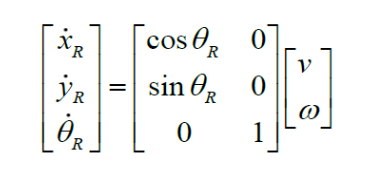 [ẋ_R ẏ_R θ̇_R] = [cos θ_R 0; sin θ_R 0; 0 1] [v ω]